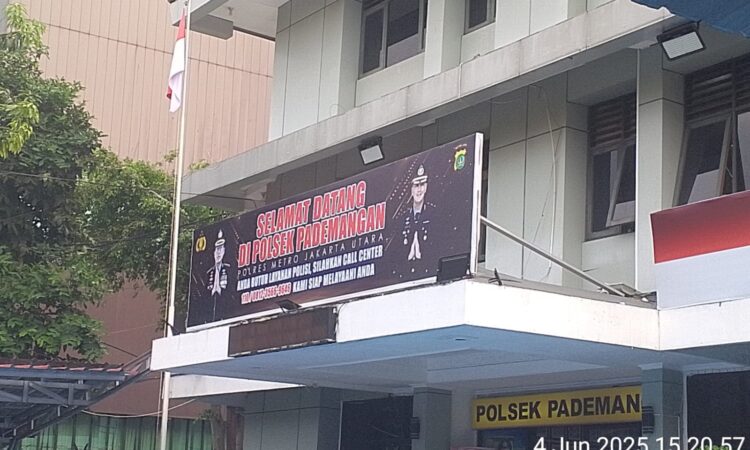 SELAMAT DATANG
DI POLSEK PADEMANGAN
POLRES METRO JAKARTA UTARA
ANDA BUTUH LAYANAN POLISI, SILAHKAN CALL CENTER
KAMI SIAP MELAYANI ANDA
POLSEK PADEMAN
4 Jun 2025 15:20:57